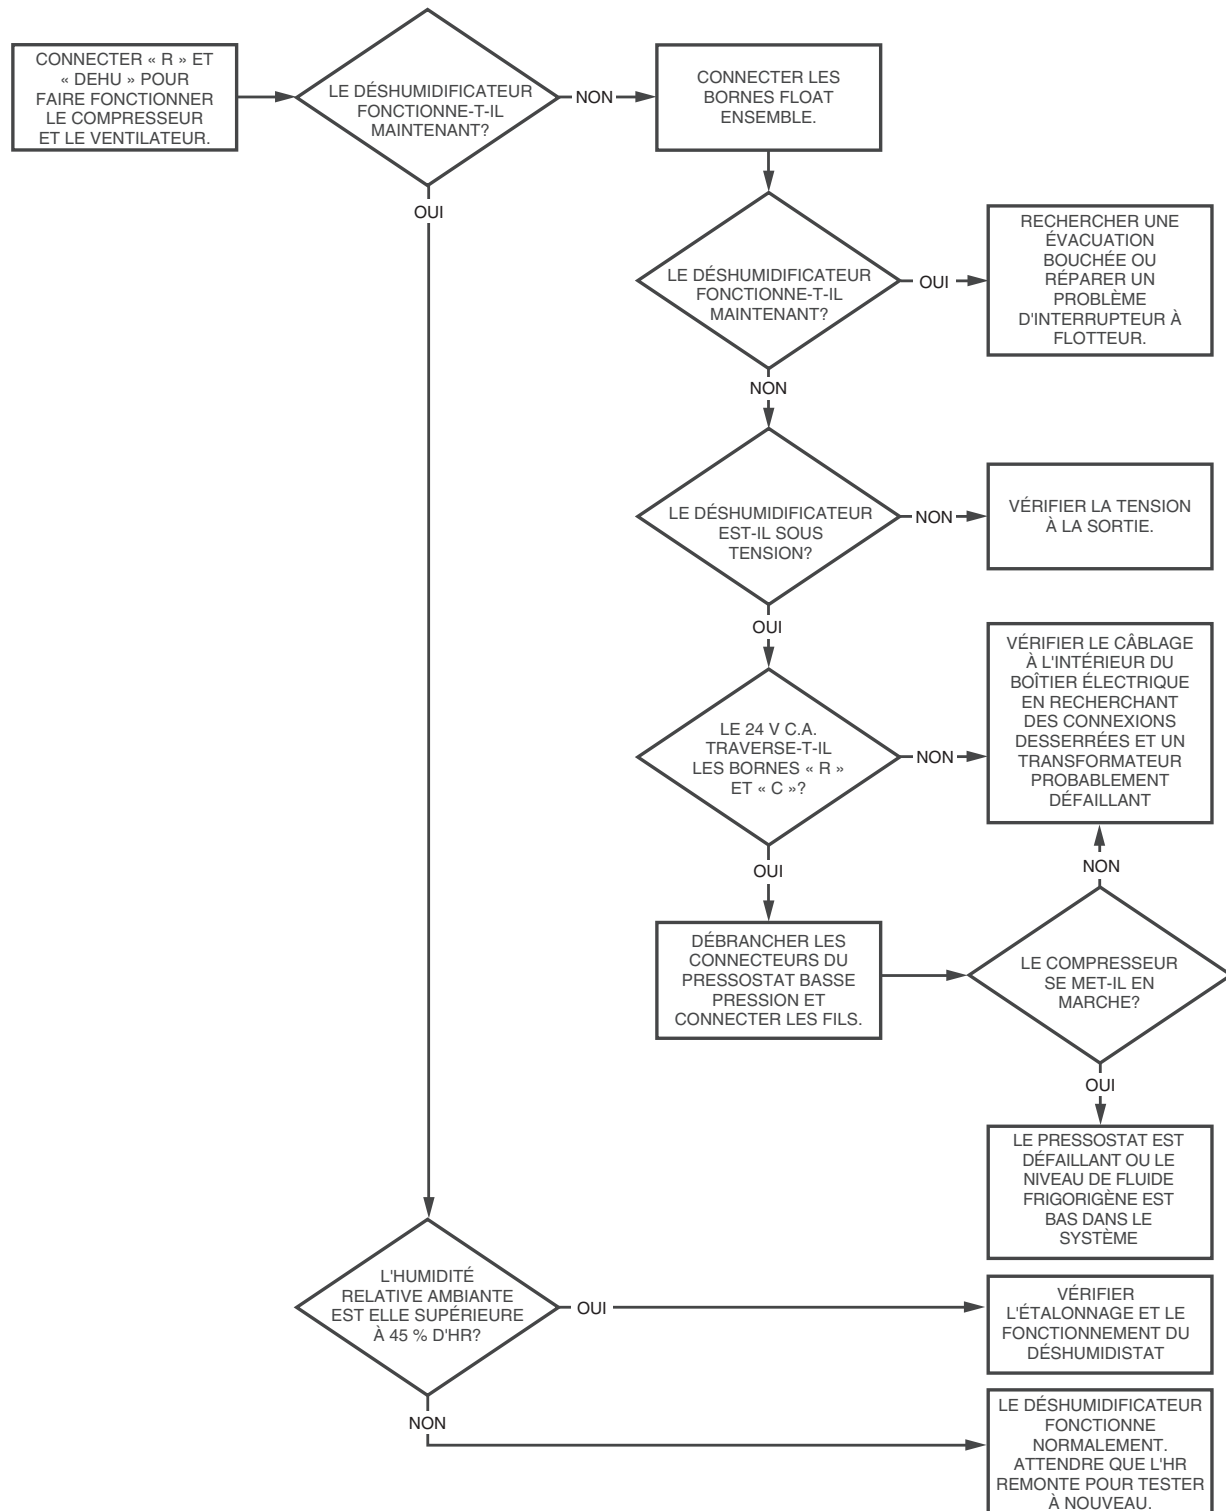 CONNECTER « R » ET
« DEHU » POUR
FAIRE FONCTIONNER
LE COMPRESSEUR
ET LE VENTILATEUR.
LE DÉSHUMIDIFICATEUR
FONCTIONNE-T-IL
MAINTENANT?
NON
CONNECTER LES
BORNES FLOAT
ENSEMBLE.
OUI
LE DÉSHUMIDIFICATEUR
FONCTIONNE-T-IL
MAINTENANT?
OUI
RECHERCHER UNE
ÉVACUATION
BOUCHÉE OU
RÉPARER UN
PROBLÈME
D'INTERRUPTEUR À
FLOTTEUR.
NON
LE DÉSHUMIDIFICATEUR
EST-IL SOUS
TENSION?
NON
VÉRIFIER LA TENSION
À LA SORTIE.
OUI
LE 24 V C.A.
TRAVERSE-T-IL
LES BORNES « R »
ET « C »?
NON
VÉRIFIER LE CÂBLAGE
À L'INTÉRIEUR DU
BOÎTIER ÉLECTRIQUE
EN RECHERCHANT
DES CONNEXIONS
DESSERRÉES ET UN
TRANSFORMATEUR
PROBABLEMENT
DÉFAILLANT
OUI
NON
DÉBRANCHER LES
CONNECTEURS DU
PRESSOSTAT BASSE
PRESSION ET
CONNECTER LES FILS.
LE COMPRESSEUR
SE MET-IL EN
MARCHE?
OUI
LE PRESSOSTAT EST
DÉFAILLANT OU LE
NIVEAU DE FLUIDE
FRIGORIGÈNE EST
BAS DANS LE
SYSTÈME
L'HUMIDITÉ
RELATIVE AMBIANTE
EST ELLE SUPÉRIEURE
À 45 % D'HR?
OUI
VÉRIFIER
L'ÉTALONNAGE ET LE
FONCTIONNEMENT DU
DÉSHUMIDISTAT
NON
LE DÉSHUMIDIFICATEUR
FONCTIONNE
NORMALEMENT.
ATTENDRE QUE L'HR
REMONTE POUR TESTER
À NOUVEAU.